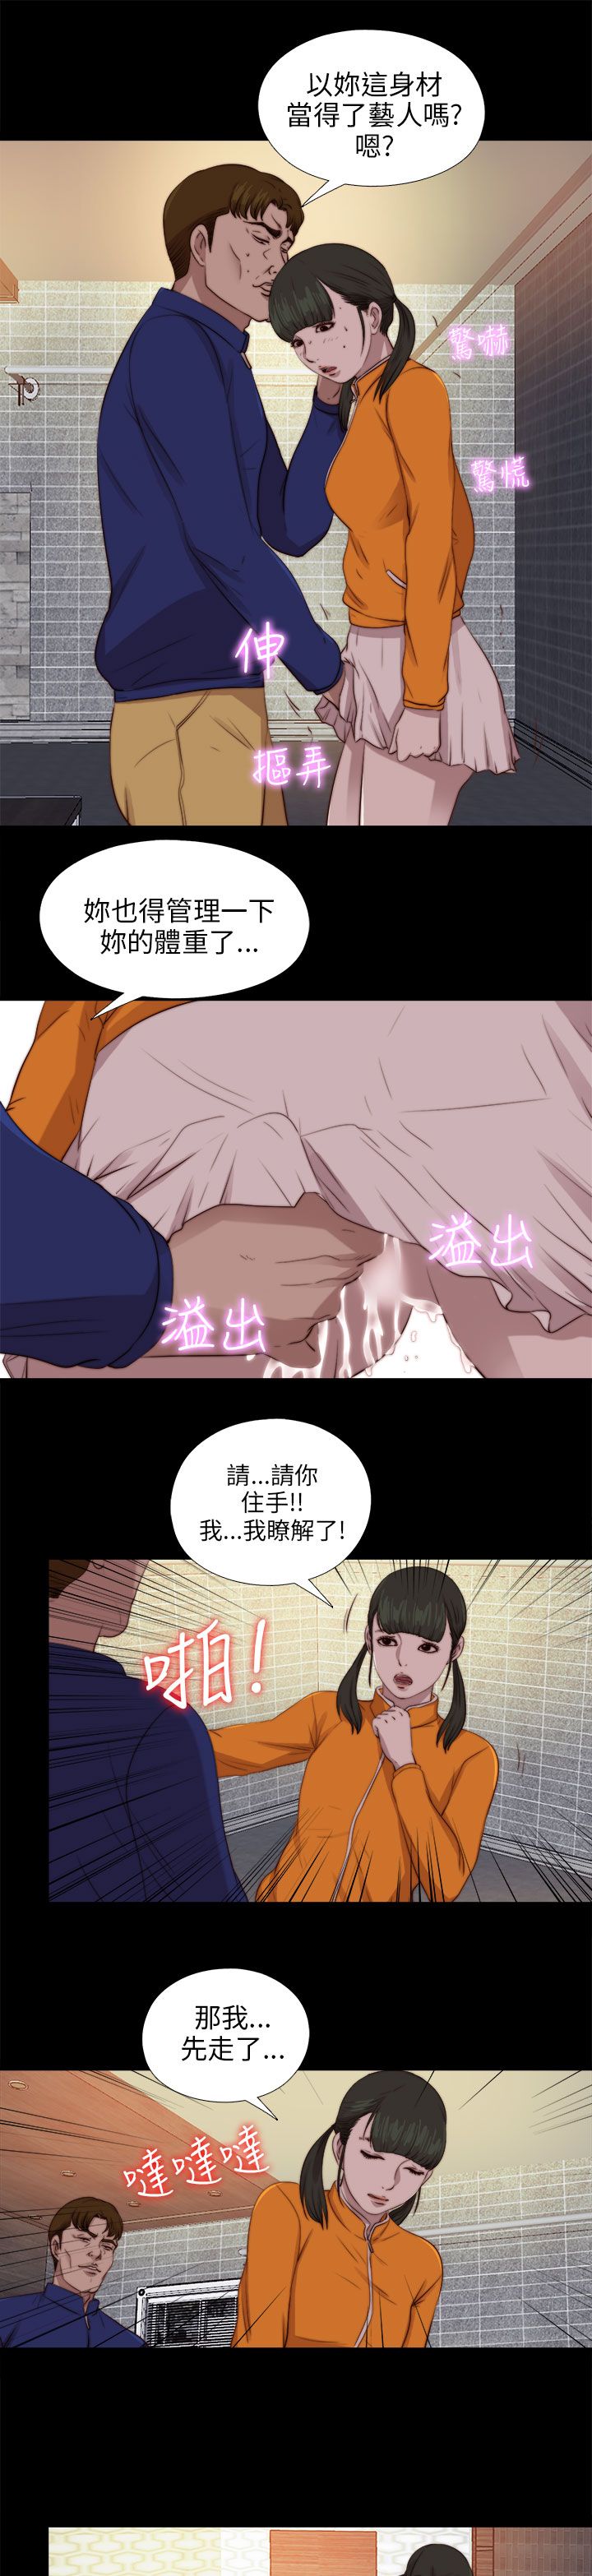 以妳這身材
當得了藝人嗎?
嗯?
驚嚇
驚慌
伸
摳弄
妳也得管理一下
妳的體重了...
溢出
溢出
請...請你
住手!!
我...我瞭解了!
啪!
那我...
先走了...
噠噠噠